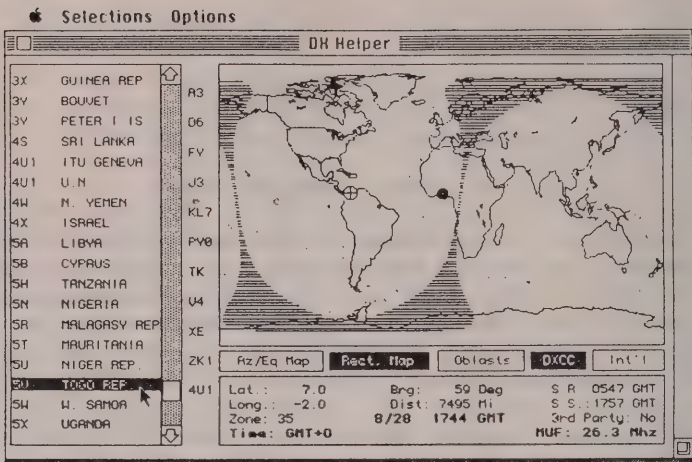 Selections Options
DX Helper
3X GUINEA REP
3Y BOUVET
3Y PETER I IS
4S SRI LANKA
4U1 ITU GENEVA
4U1 U.N
4W N. YEMEN
4X ISRAEL
5A LIBYA
5B CYPRUS
5H TANZANIA
5N NIGERIA
5R MALAGASY REP
5T MAURITANIA
5U NIGER REP.
5V TOGO REP.
5W W. SAMOA
5X UGANDA
A3
D6
FY
J3
KL7
PY0
TK
V4
XE
ZK1
4U1
Az/Eq Map Rect. Map Oblasts DXCC Int'l
Lat.: 7.0 Brg: 59 Deg S R 0547 GMT
Long.: -2.0 Dist: 7495 Mi S S.: 1757 GMT
Zone: 35 8/28 1744 GMT 3rd Party: No
Time: GMT+0 MUF: 26.3 Mhz